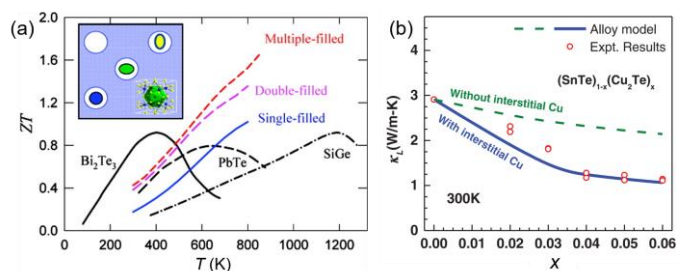 (a)
2.0
1.6
1.2
0.8
0.4
0.0
ZT
0 200 400 600 800 1000 1200
T (K)
Multiple-filled
Double-filled
Single-filled
Bi₂Te₃
PbTe
SiGe
(b)
5
4
3
2
1
0
κL(W/m-K)
Alloy model
Expt. Results
(SnTe)1-x(Cu2Te)x
Without interstitial Cu
With interstitial Cu
300K
0.00 0.01 0.02 0.03 0.04 0.05 0.06
x